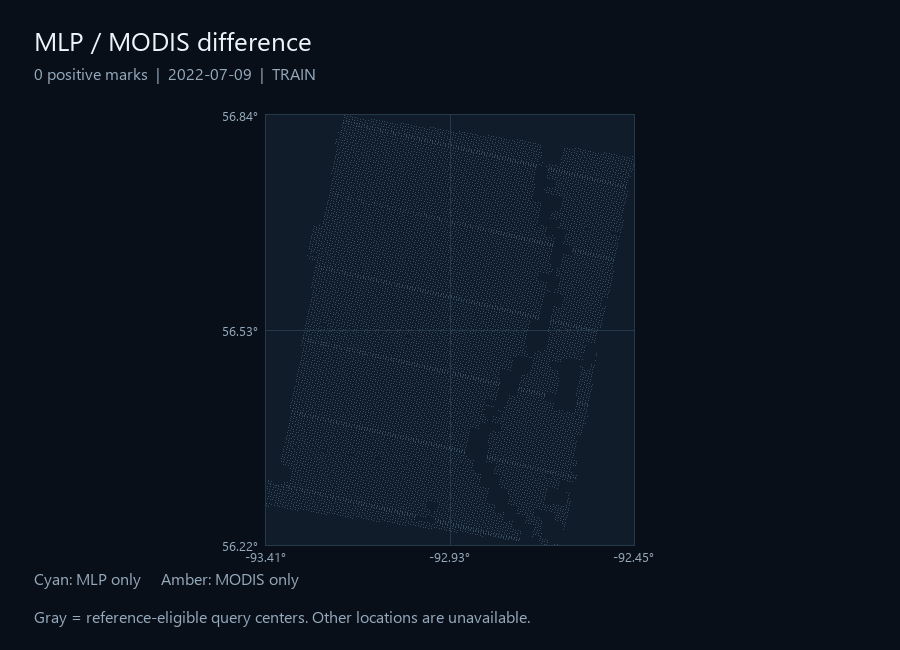 MLP / MODIS difference
0 positive marks | 2022-07-09 | TRAIN
56.84°
56.53°
56.22°
-93.41° -92.93° -92.45°
Cyan: MLP only Amber: MODIS only
Gray = reference-eligible query centers. Other locations are unavailable.